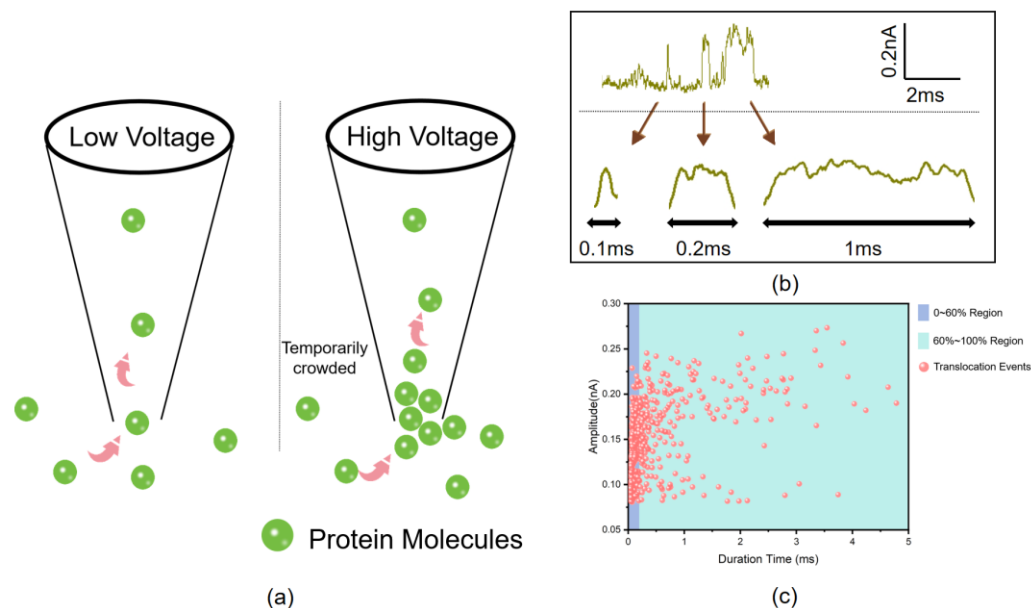 Low Voltage
High Voltage
Temporarily
crowded
Protein Molecules
(a)
0.2nA
2ms
0.1ms
0.2ms
1ms
(b)
0.30
0.25
0.20
0.15
0.10
0.05
Amplitude(nA)
0
1
2
3
4
5
Duration Time (ms)
0~60% Region
60%~100% Region
Translocation Events
(c)